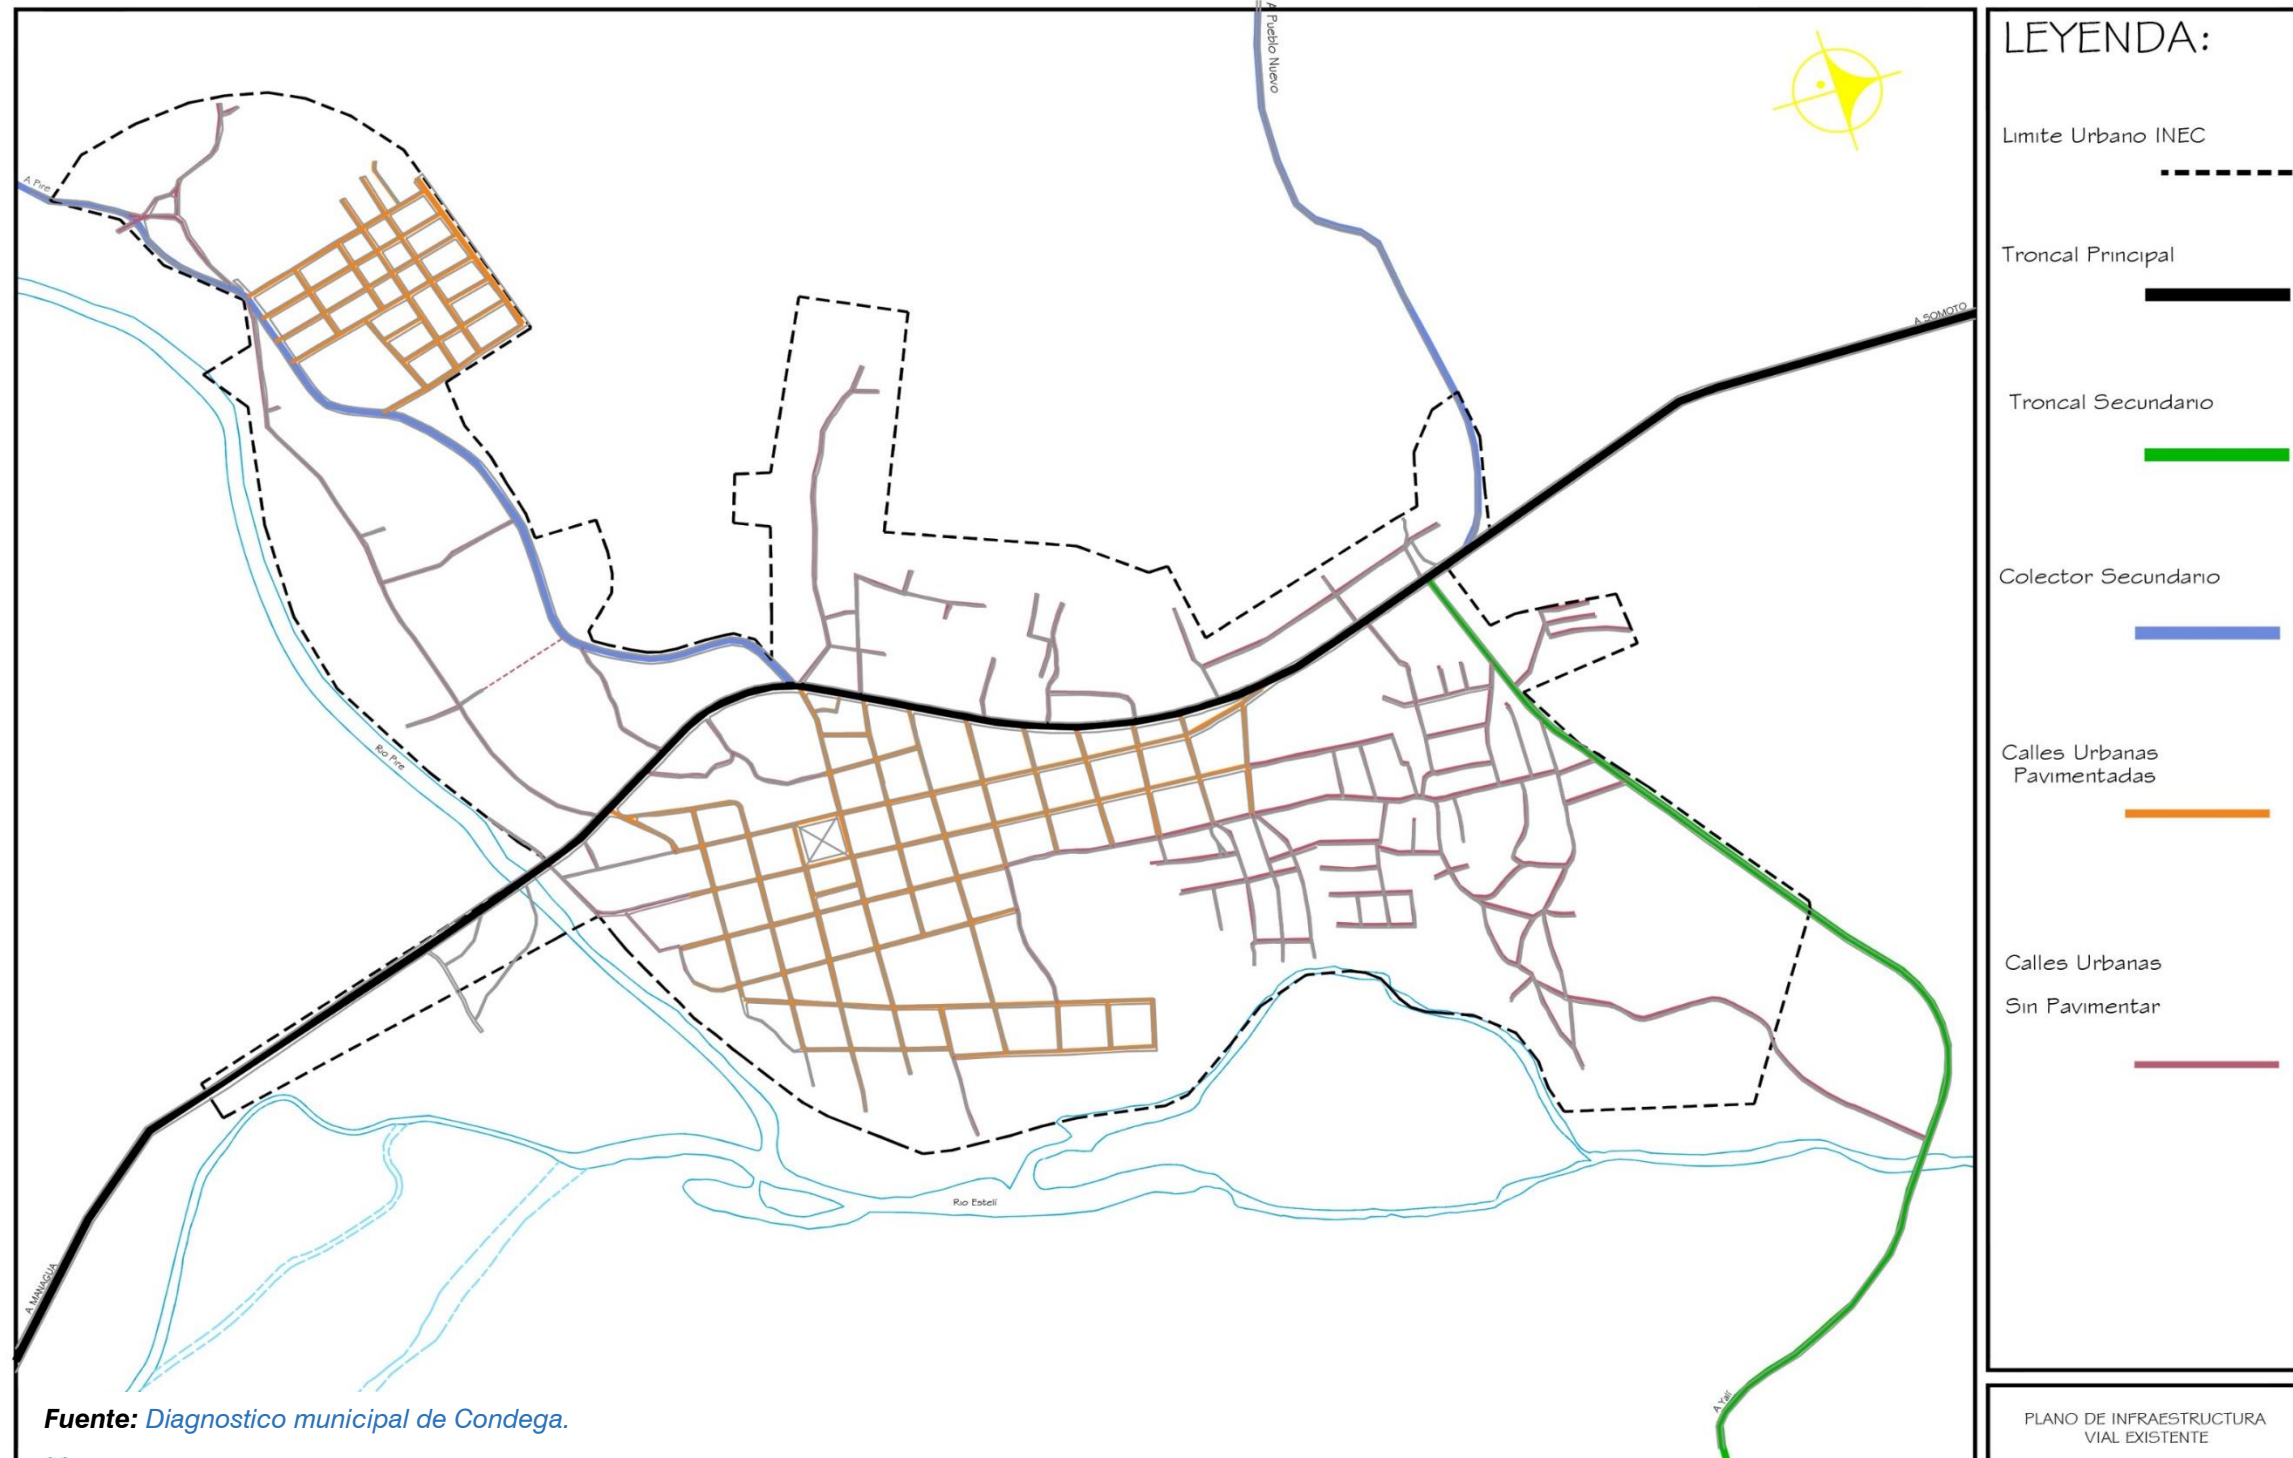 A Pueblo Nuevo
A Pire
A SOMOTO
Rio Pire
Rio Estelí
A MANAGUA
A Yalí
Fuente: Diagnostico municipal de Condega.
LEYENDA:
Limite Urbano INEC
Troncal Principal
Troncal Secundario
Colector Secundario
Calles Urbanas
Pavimentadas
Calles Urbanas
Sin Pavimentar
PLANO DE INFRAESTRUCTURA
VIAL EXISTENTE